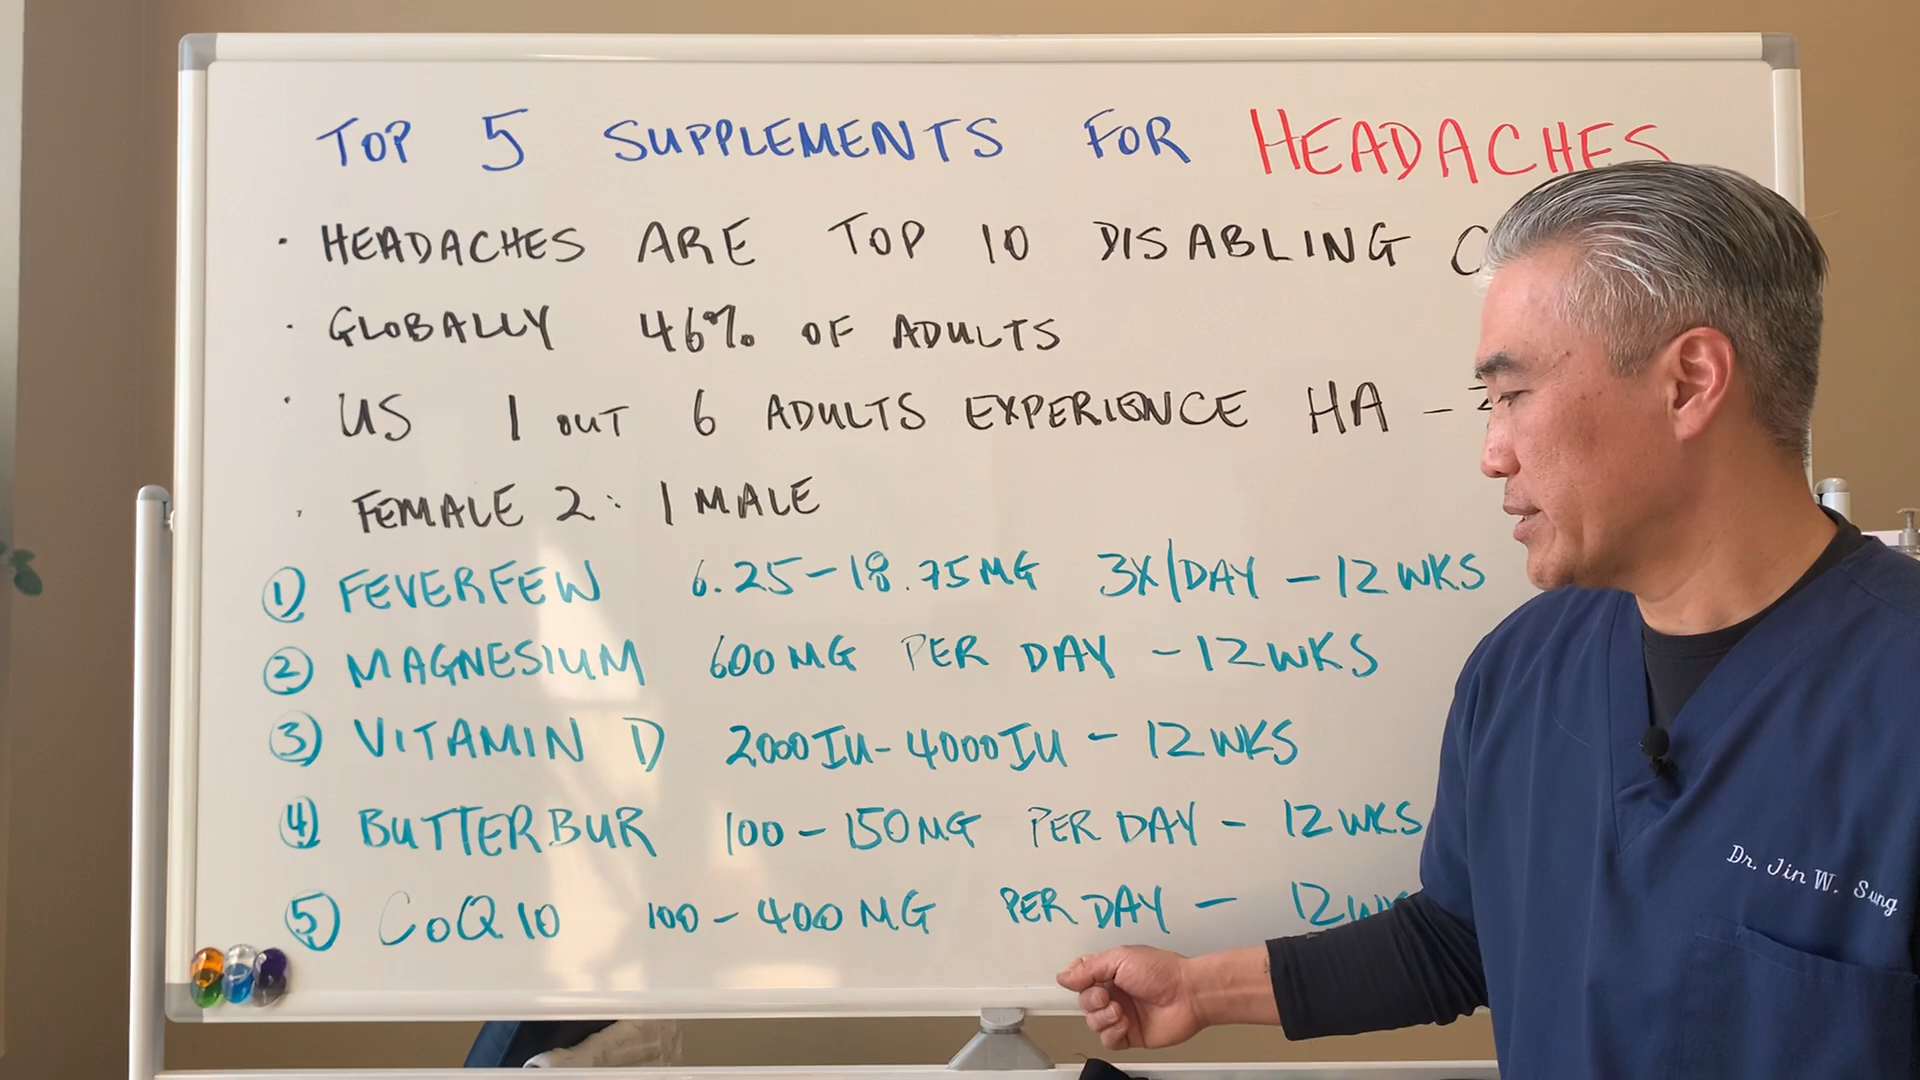 TOP 5 SUPPLEMENTS FOR HEADACHES
· HEADACHES ARE TOP 10 DISABLING
· GLOBALLY 46% OF ADULTS
· US 1 OUT 6 ADULTS EXPERIENCE HA -
· FEMALE 2:1 MALE
① FEVERFEW 6.25-18.75MG 3X/DAY - 12 WKS
② MAGNESIUM 600 MG PER DAY - 12 WKS
③ VITAMIN D 2000 IU - 4000 IU - 12 WKS
④ BUTTERBUR 100 - 150 MG PER DAY - 12 WKS
⑤ COQ10 100 - 400 MG PER DAY - 12 WKS
Dr. Jin W. Sung